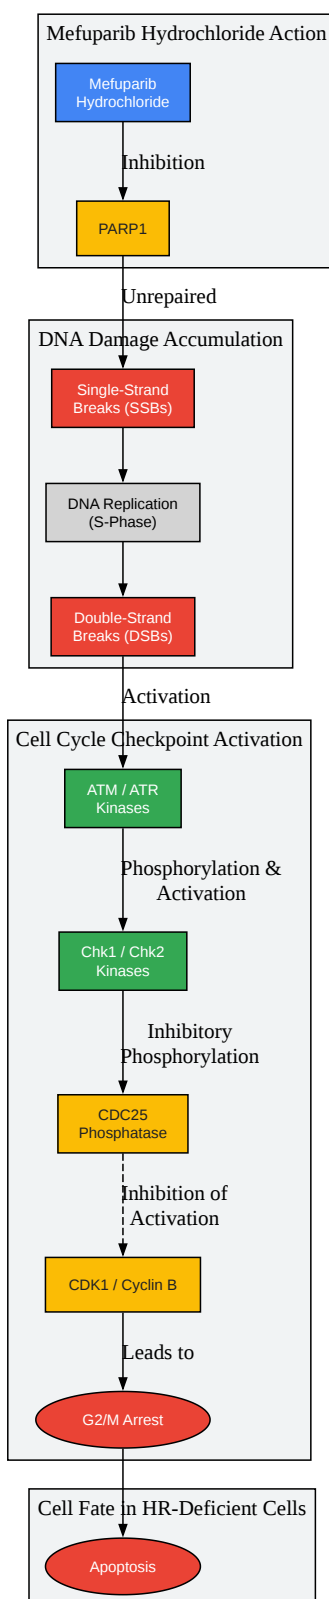 Mefuparib Hydrochloride Action
Mefuparib
Hydrochloride
Inhibition
PARP1
Unrepaired
DNA Damage Accumulation
Single-Strand
Breaks (SSBs)
DNA Replication
(S-Phase)
Double-Strand
Breaks (DSBs)
Activation
Cell Cycle Checkpoint Activation
ATM / ATR
Kinases
Phosphorylation &
Activation
Chk1 / Chk2
Kinases
Inhibitory
Phosphorylation
CDC25
Phosphatase
Inhibition of
Activation
CDK1 / Cyclin B
Leads to
G2/M Arrest
Cell Fate in HR-Deficient Cells
Apoptosis